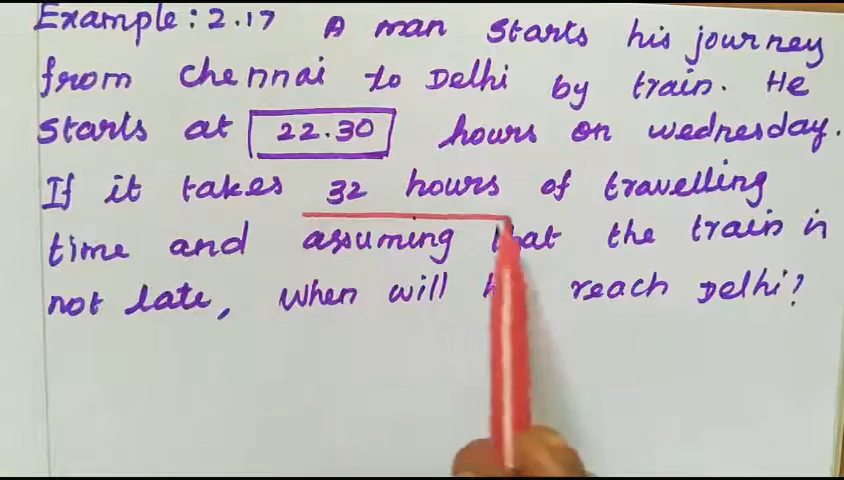 Example: 2.17 A man starts his journey
from chennai to Delhi by train. He
starts at 22.30 hours on wednesday.
If it takes 32 hours of travelling
time and assuming that the train is
not late, when will reach Delhi?